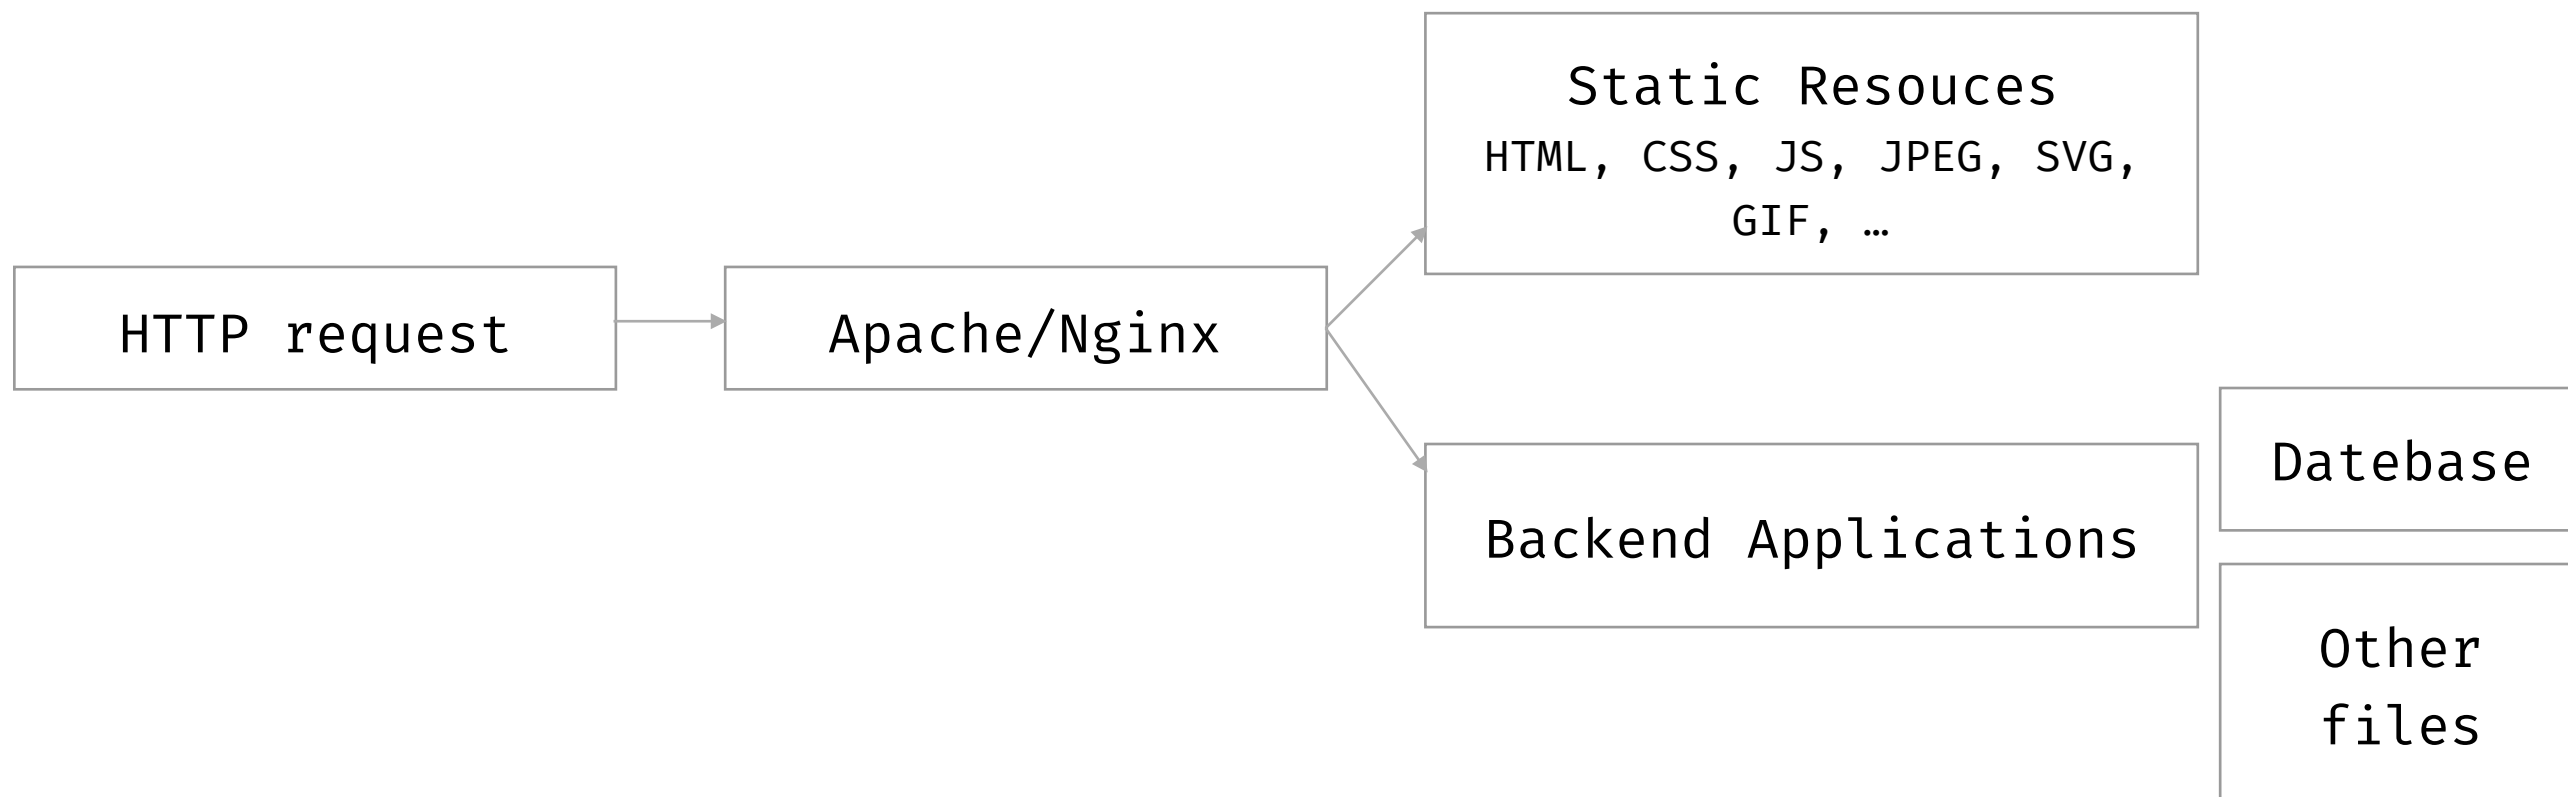 Static Resouces
HTML, CSS, JS, JPEG, SVG,
GIF, …
HTTP request
Apache/Nginx
Backend Applications
Datebase
Other
files